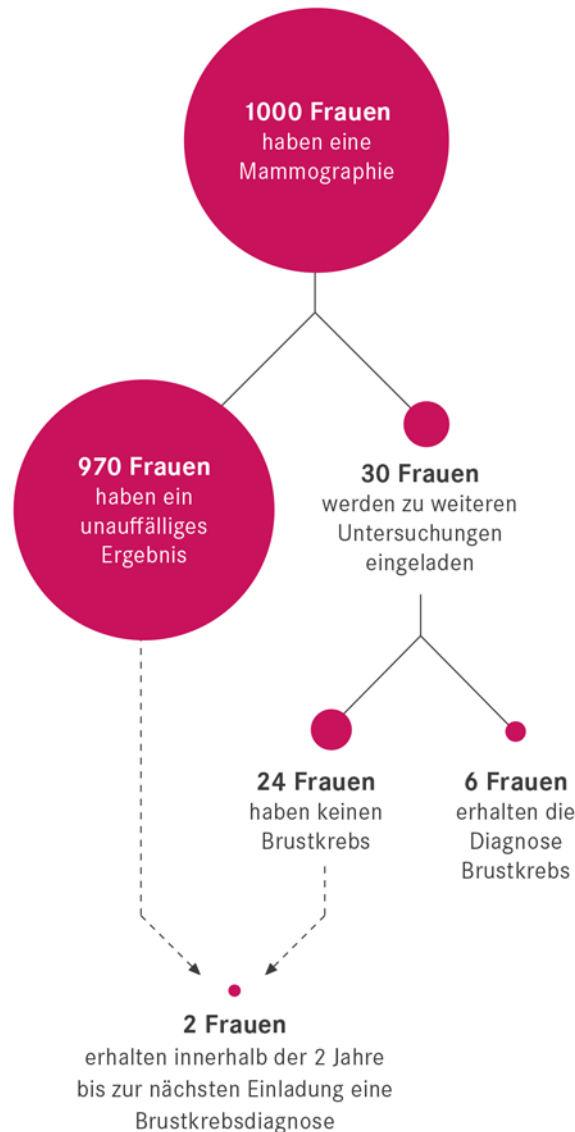 1000 Frauen
haben eine
Mammographie
970 Frauen
haben ein
unauffälliges
Ergebnis
30 Frauen
werden zu weiteren
Untersuchungen
eingeladen
24 Frauen
haben keinen
Brustkrebs
6 Frauen
erhalten die
Diagnose
Brustkrebs
2 Frauen
erhalten innerhalb der 2 Jahre
bis zur nächsten Einladung eine
Brustkrebsdiagnose